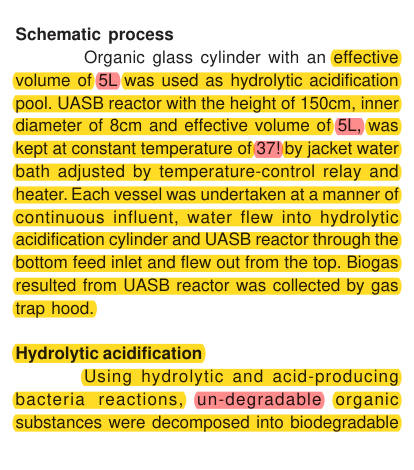 Schematic process
Organic glass cylinder with an effective
volume of 5L was used as hydrolytic acidification
pool. UASB reactor with the height of 150cm, inner
diameter of 8cm and effective volume of 5L, was
kept at constant temperature of 37! by jacket water
bath adjusted by temperature-control relay and
heater. Each vessel was undertaken at a manner of
continuous influent, water flew into hydrolytic
acidification cylinder and UASB reactor through the
bottom feed inlet and flew out from the top. Biogas
resulted from UASB reactor was collected by gas
trap hood.
Hydrolytic acidification
Using hydrolytic and acid-producing
bacteria reactions, un-degradable organic
substances were decomposed into biodegradable